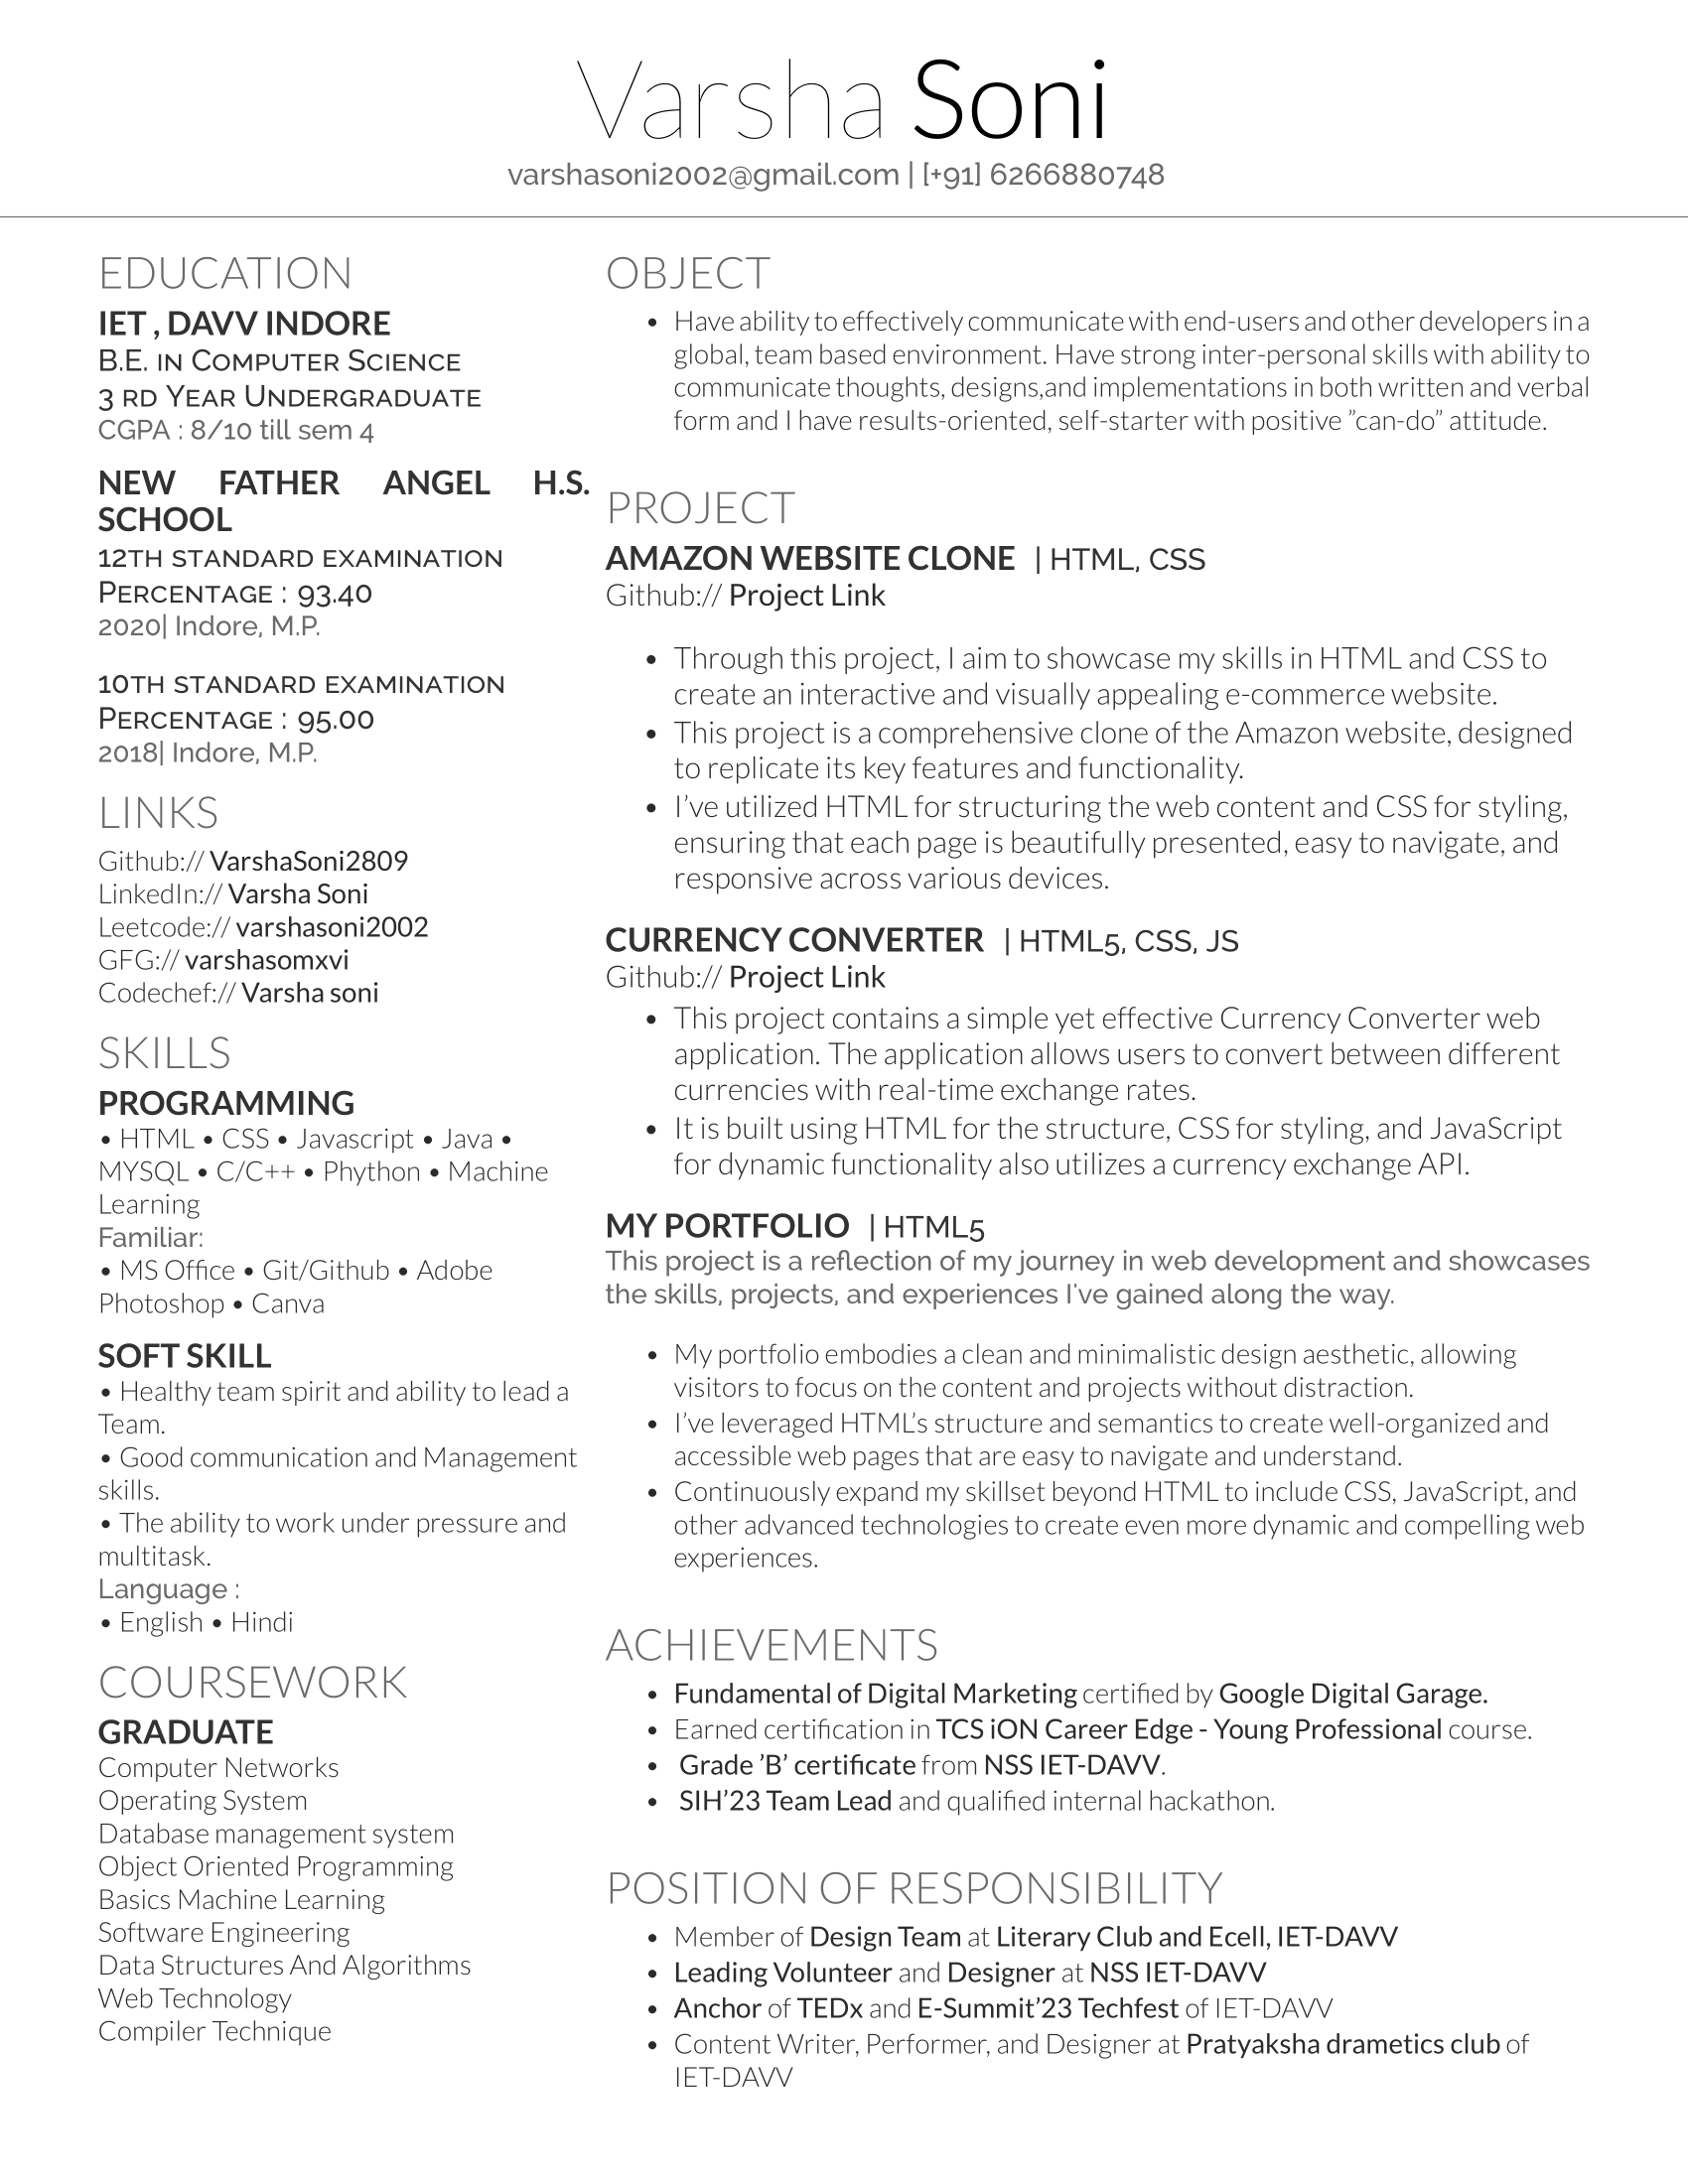 Varsha Soni
varshasoni2002@gmail.com | [+91] 6266880748
EDUCATION
IET , DAVV INDORE
B.E. IN COMPUTER SCIENCE
3 RD YEAR UNDERGRADUATE
CGPA : 8/10 till sem 4
NEW FATHER ANGEL H.S.
SCHOOL
12TH STANDARD EXAMINATION
PERCENTAGE : 93.40
2020| Indore, M.P.
10TH STANDARD EXAMINATION
PERCENTAGE : 95.00
2018| Indore, M.P.
LINKS
Github:// VarshaSoni2809
LinkedIn:// Varsha Soni
Leetcode:// varshasoni2002
GFG:// varshasomxvi
Codechef:// Varsha soni
SKILLS
PROGRAMMING
• HTML • CSS • Javascript • Java •
MYSQL • C/C++ • Phython • Machine
Learning
Familiar:
• MS Office • Git/Github • Adobe
Photoshop • Canva
SOFT SKILL
• Healthy team spirit and ability to lead a
Team.
• Good communication and Management
skills.
• The ability to work under pressure and
multitask.
Language :
• English • Hindi
COURSEWORK
GRADUATE
Computer Networks
Operating System
Database management system
Object Oriented Programming
Basics Machine Learning
Software Engineering
Data Structures And Algorithms
Web Technology
Compiler Technique
OBJECT
• Have ability to effectively communicate with end-users and other developers in a
global, team based environment. Have strong inter-personal skills with ability to
communicate thoughts, designs,and implementations in both written and verbal
form and I have results-oriented, self-starter with positive ”can-do” attitude.
PROJECT
AMAZON WEBSITE CLONE | HTML, CSS
Github:// Project Link
• Through this project, I aim to showcase my skills in HTML and CSS to
create an interactive and visually appealing e-commerce website.
• This project is a comprehensive clone of the Amazon website, designed
to replicate its key features and functionality.
• I’ve utilized HTML for structuring the web content and CSS for styling,
ensuring that each page is beautifully presented, easy to navigate, and
responsive across various devices.
CURRENCY CONVERTER | HTML5, CSS, JS
Github:// Project Link
• This project contains a simple yet effective Currency Converter web
application. The application allows users to convert between different
currencies with real-time exchange rates.
• It is built using HTML for the structure, CSS for styling, and JavaScript
for dynamic functionality also utilizes a currency exchange API.
MY PORTFOLIO | HTML5
This project is a reflection of my journey in web development and showcases
the skills, projects, and experiences I've gained along the way.
• My portfolio embodies a clean and minimalistic design aesthetic, allowing
visitors to focus on the content and projects without distraction.
• I’ve leveraged HTML’s structure and semantics to create well-organized and
accessible web pages that are easy to navigate and understand.
• Continuously expand my skillset beyond HTML to include CSS, JavaScript, and
other advanced technologies to create even more dynamic and compelling web
experiences.
ACHIEVEMENTS
• Fundamental of Digital Marketing certified by Google Digital Garage.
• Earned certification in TCS iON Career Edge - Young Professional course.
• Grade ’B’ certificate from NSS IET-DAVV.
• SIH’23 Team Lead and qualified internal hackathon.
POSITION OF RESPONSIBILITY
• Member of Design Team at Literary Club and Ecell, IET-DAVV
• Leading Volunteer and Designer at NSS IET-DAVV
• Anchor of TEDx and E-Summit’23 Techfest of IET-DAVV
• Content Writer, Performer, and Designer at Pratyaksha drametics club of
IET-DAVV